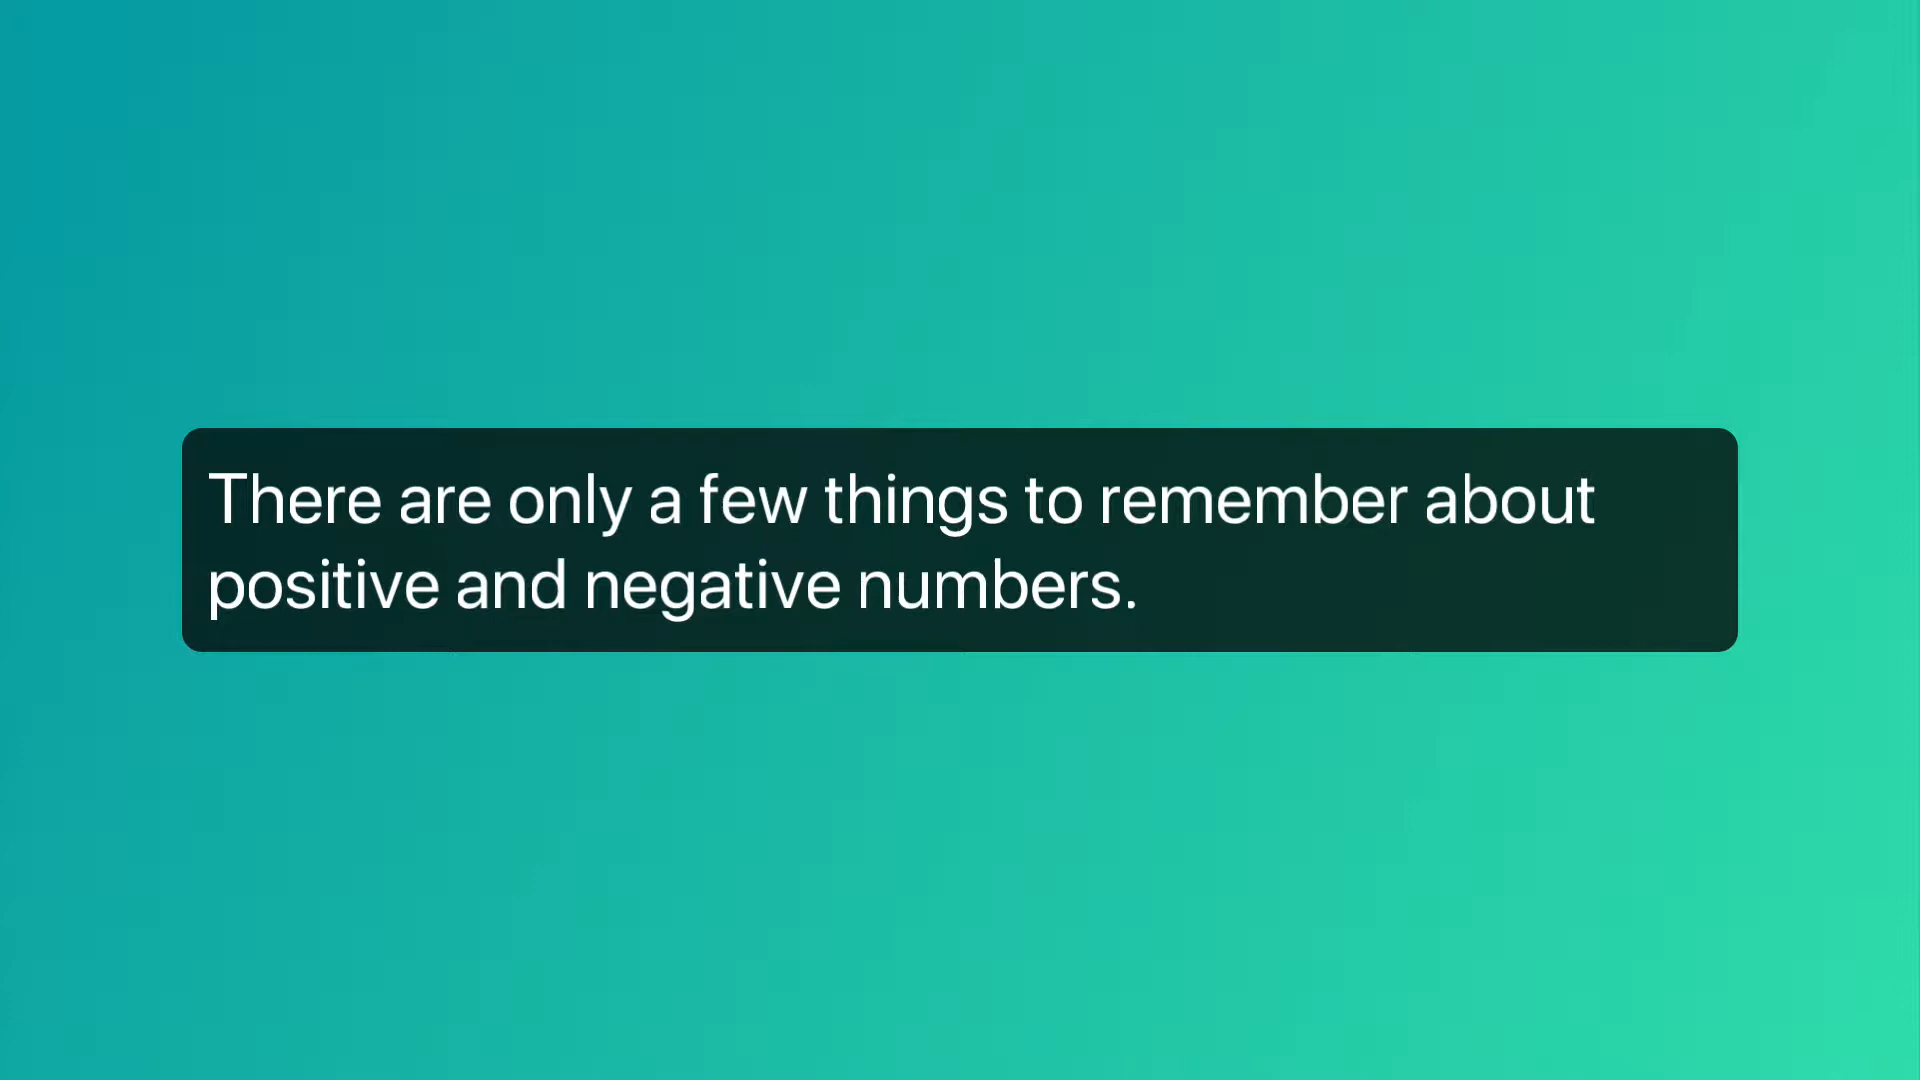 There are only a few things to remember about
positive and negative numbers.